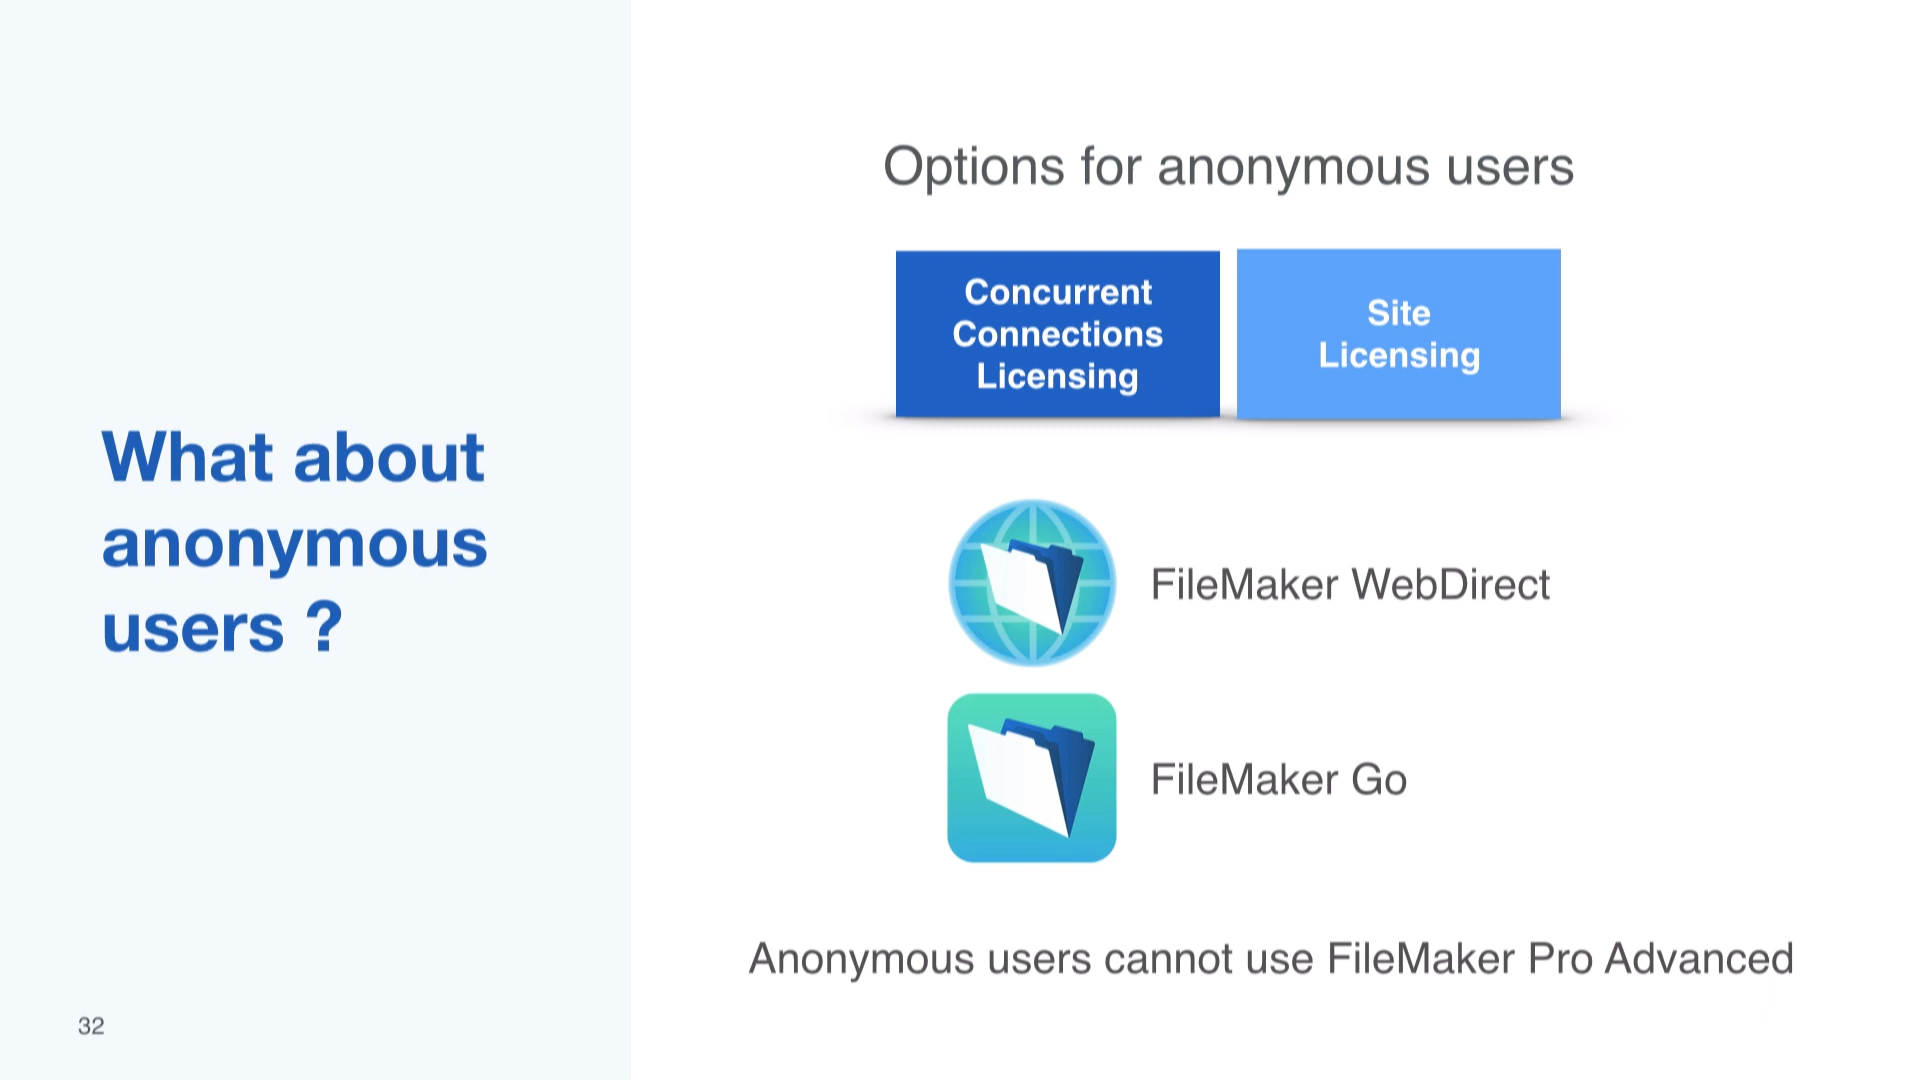 What about
anonymous
users ?
32
Options for anonymous users
Concurrent
Connections
Licensing
Site
Licensing
FileMaker WebDirect
FileMaker Go
Anonymous users cannot use FileMaker Pro Advanced